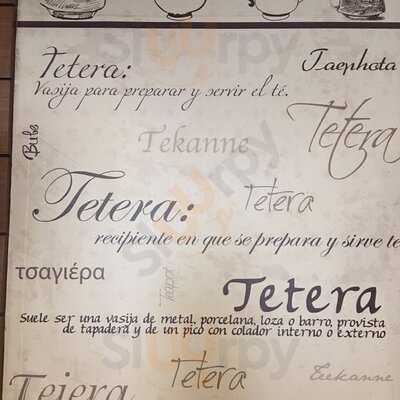 Tetera:
Taephota
Vasija para preparar y servir el té.
Tetera
Tekanne
Bule
Tetera:
Tetera
recipiente en que se prepara y sirve te
τσαγιέρα
Tetera
Suele ser una vasija de metal, porcelana, loza o barro, provista
de tapadera y de un pico con colador interno o externo
Tetera
Teekanne
Tejera